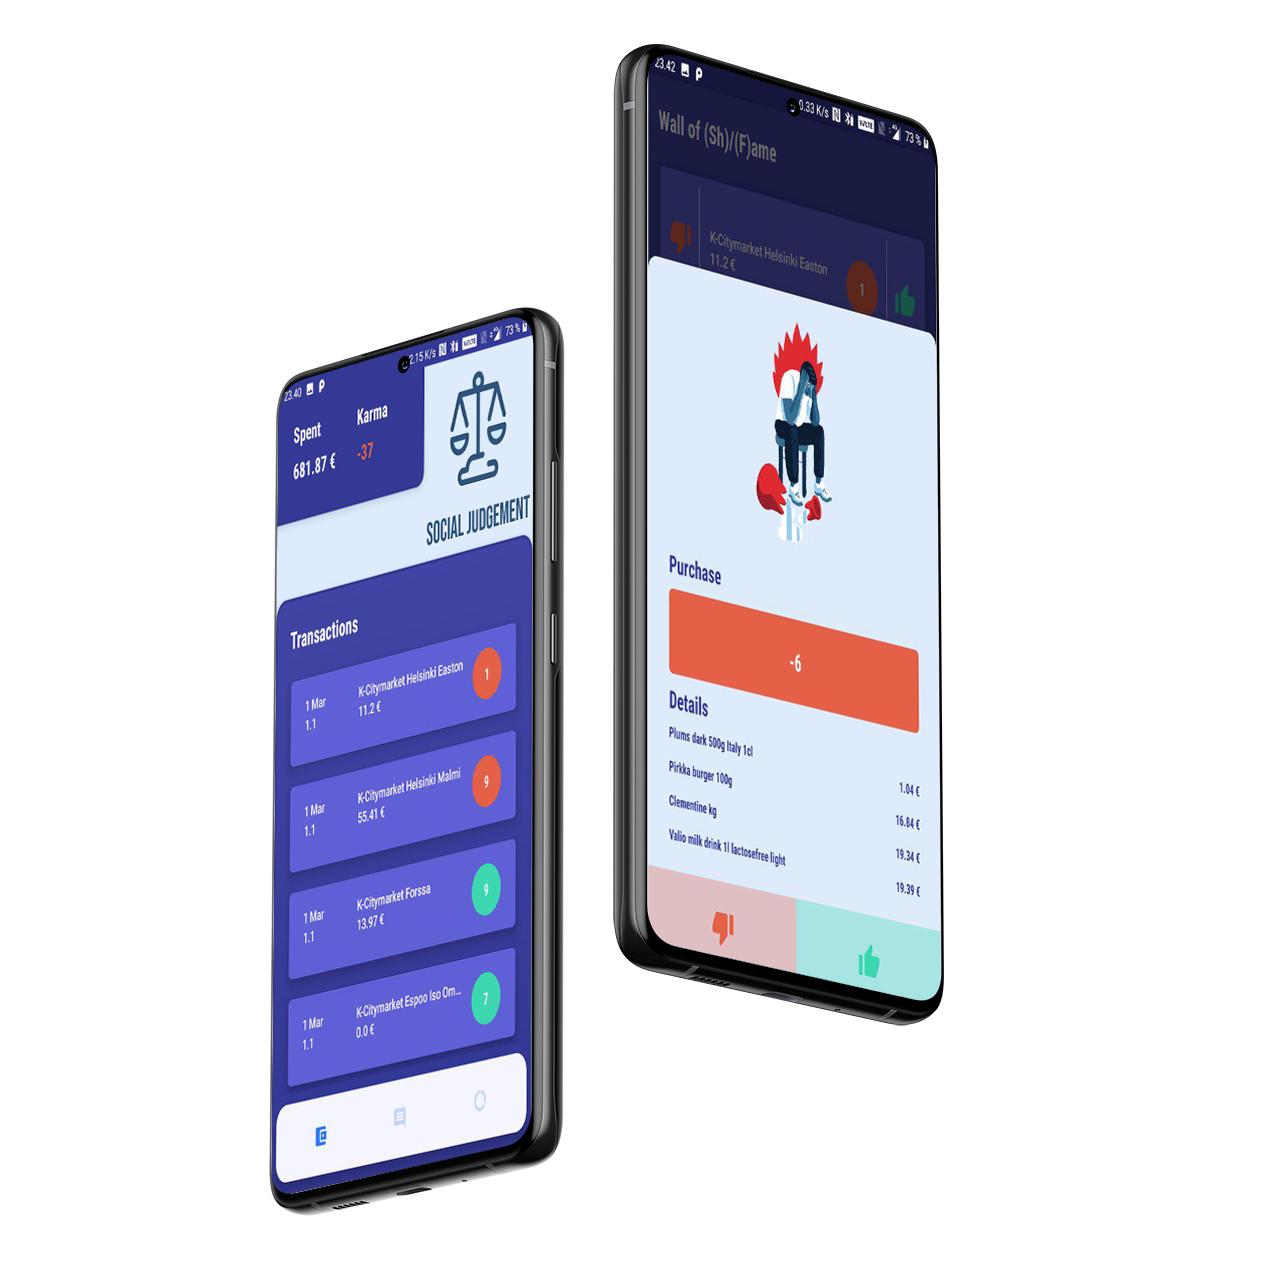 23.40
2.15 K/s
VoLTE
4G
73 %
Spent
681.87 €
Karma
-37
SOCIAL JUDGEMENT
Transactions
1 Mar
1.1
K-Citymarket Helsinki Easton
11.2 €
1
1 Mar
1.1
K-Citymarket Helsinki Malmi
55.41 €
9
1 Mar
1.1
K-Citymarket Forssa
13.97 €
9
1 Mar
1.1
K-Citymarket Espoo Iso Om...
0.0 €
7
23.42
0.33 K/s
VoLTE
4G
73 %
Wall of (Sh)/(F)ame
K-Citymarket Helsinki Easton
11.2 €
1
Purchase
-6
Details
Plums dark 500g Italy 1cl
1.04 €
Pirkka burger 100g
16.84 €
Clementine kg
19.34 €
Valio milk drink 1l lactosefree light
19.39 €